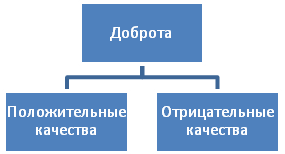 Доброта
Положительные
качества
Отрицательные
качества